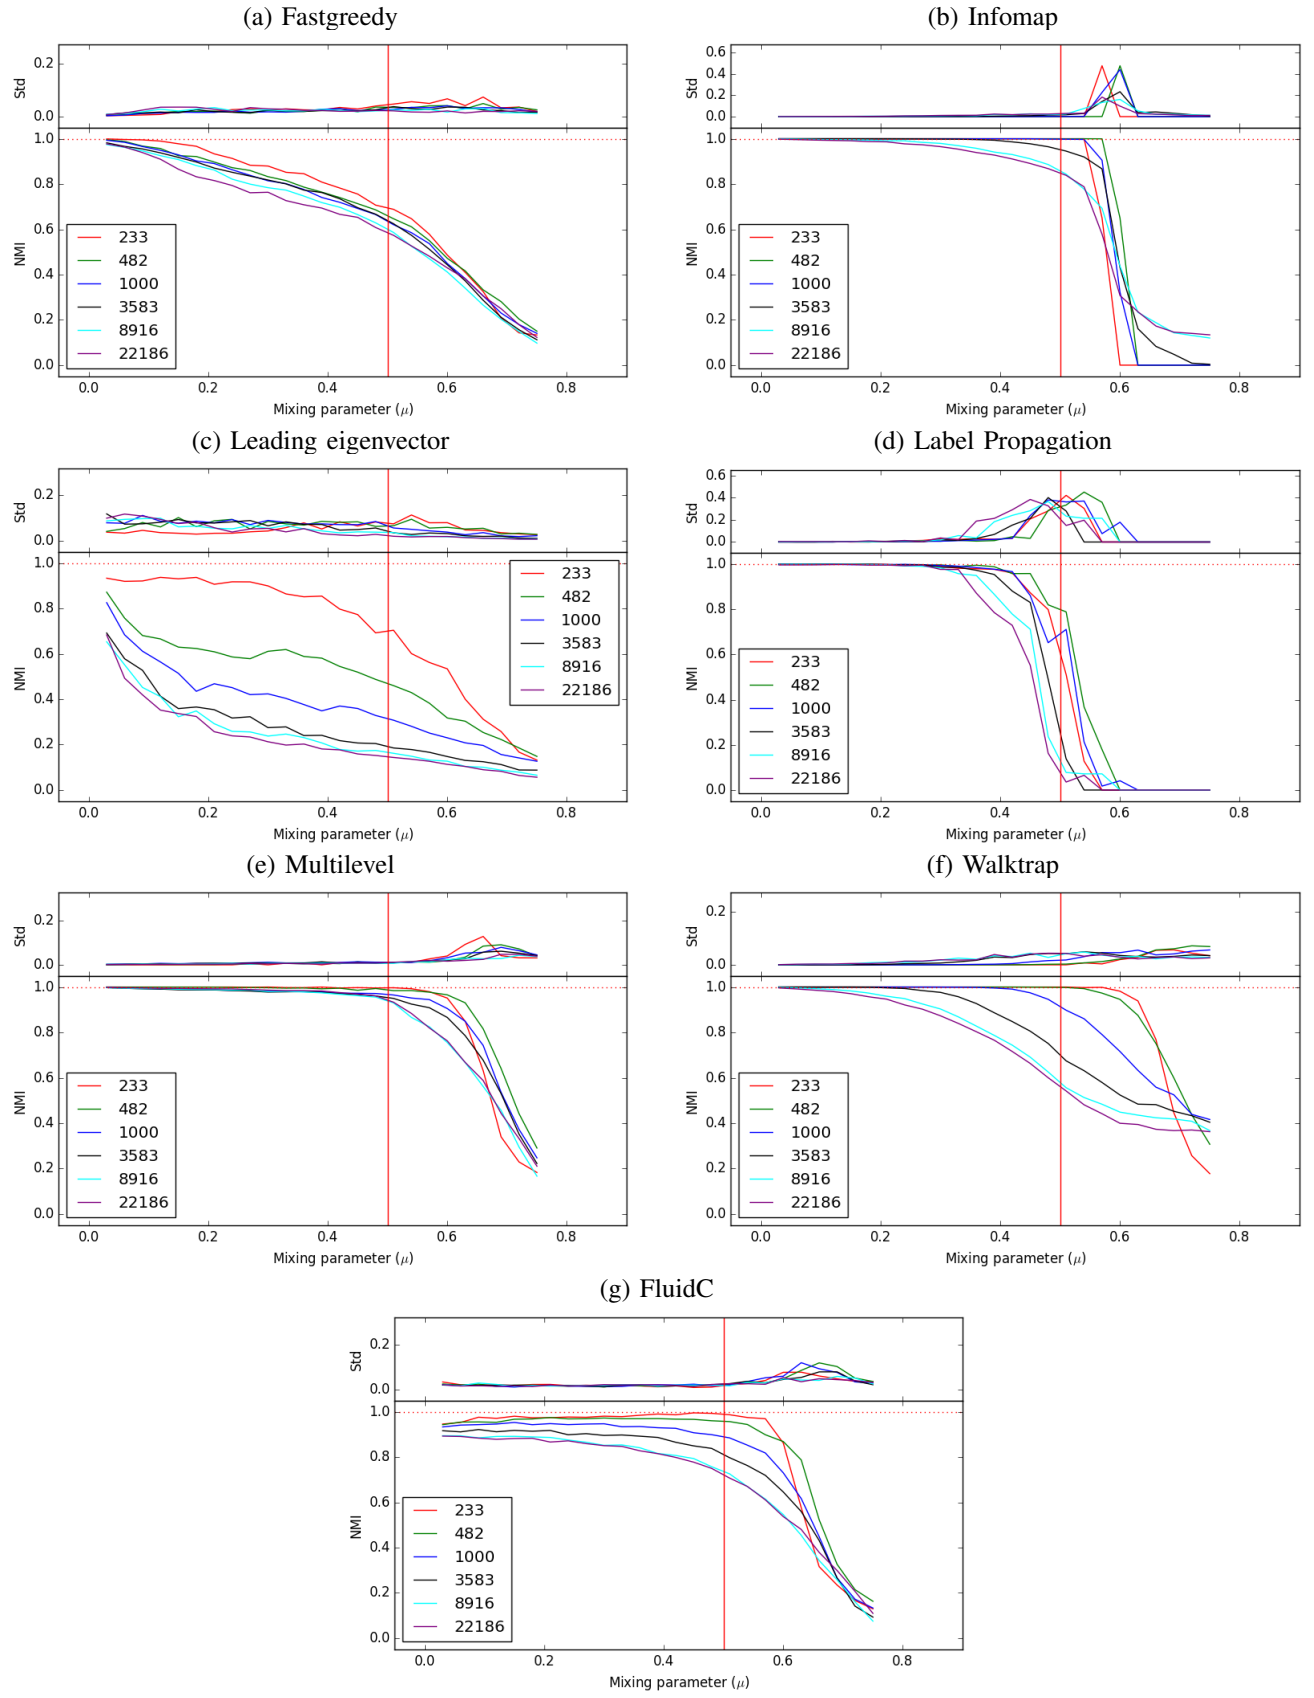 (a) Fastgreedy
0.2
0.0
Std
1.0
0.8
0.6
0.4
0.2
0.0
NMI
233
482
1000
3583
8916
22186
0.0 0.2 0.4 0.6 0.8
Mixing parameter (μ)
(b) Infomap
0.6
0.4
0.2
0.0
Std
1.0
0.8
0.6
0.4
0.2
0.0
NMI
233
482
1000
3583
8916
22186
0.0 0.2 0.4 0.6 0.8
Mixing parameter (μ)
(c) Leading eigenvector
0.2
0.0
Std
1.0
0.8
0.6
0.4
0.2
0.0
NMI
233
482
1000
3583
8916
22186
0.0 0.2 0.4 0.6 0.8
Mixing parameter (μ)
(d) Label Propagation
0.6
0.4
0.2
0.0
Std
1.0
0.8
0.6
0.4
0.2
0.0
NMI
233
482
1000
3583
8916
22186
0.0 0.2 0.4 0.6 0.8
Mixing parameter (μ)
(e) Multilevel
0.2
0.0
Std
1.0
0.8
0.6
0.4
0.2
0.0
NMI
233
482
1000
3583
8916
22186
0.0 0.2 0.4 0.6 0.8
Mixing parameter (μ)
(f) Walktrap
0.2
0.0
Std
1.0
0.8
0.6
0.4
0.2
0.0
NMI
233
482
1000
3583
8916
22186
0.0 0.2 0.4 0.6 0.8
Mixing parameter (μ)
(g) FluidC
0.2
0.0
Std
1.0
0.8
0.6
0.4
0.2
0.0
NMI
233
482
1000
3583
8916
22186
0.0 0.2 0.4 0.6 0.8
Mixing parameter (μ)